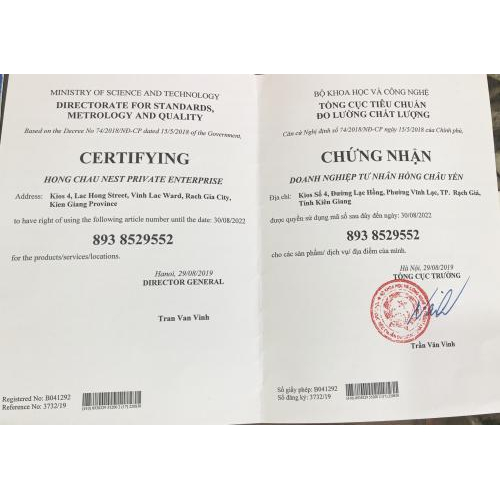 MINISTRY OF SCIENCE AND TECHNOLOGY
DIRECTORATE FOR STANDARDS,
METROLOGY AND QUALITY
Based on the Decree No 74/2018/ND-CP dated 15/5/2018 of the Government,
CERTIFYING
HONG CHAU NEST PRIVATE ENTERPRISE
Address: Kios 4, Lac Hong Street, Vinh Lac Ward, Rach Gia City,
Kien Giang Province
to have right of using the following article number until the date: 30/08/2022
893 8529552
for the products/services/locations.
Hanoi, 29/08/2019
DIRECTOR GENERAL
Tran Van Vinh
Registered No: B041292
Reference No: 3732/19
BỘ KHOA HỌC VÀ CÔNG NGHỆ
TỔNG CỤC TIÊU CHUẨN
ĐO LƯỜNG CHẤT LƯỢNG
Căn cứ Nghị định số 74/2018/NĐ-CP ngày 15/5/2018 của Chính phủ,
CHỨNG NHẬN
DOANH NGHIỆP TƯ NHÂN HỒNG CHÂU YẾN
Địa chỉ: Kios Số 4, Đường Lạc Hồng, Phường Vĩnh Lạc, TP. Rạch Giá,
Tỉnh Kiên Giang
được quyền sử dụng mã số sau đây đến ngày: 30/08/2022
893 8529552
cho các sản phẩm/ dịch vụ/ địa điểm của mình.
Hà Nội, 29/08/2019
TỔNG CỤC TRƯỞNG
Trần Văn Vinh
Số giấy phép: B041292
Số đăng ký: 3732/19